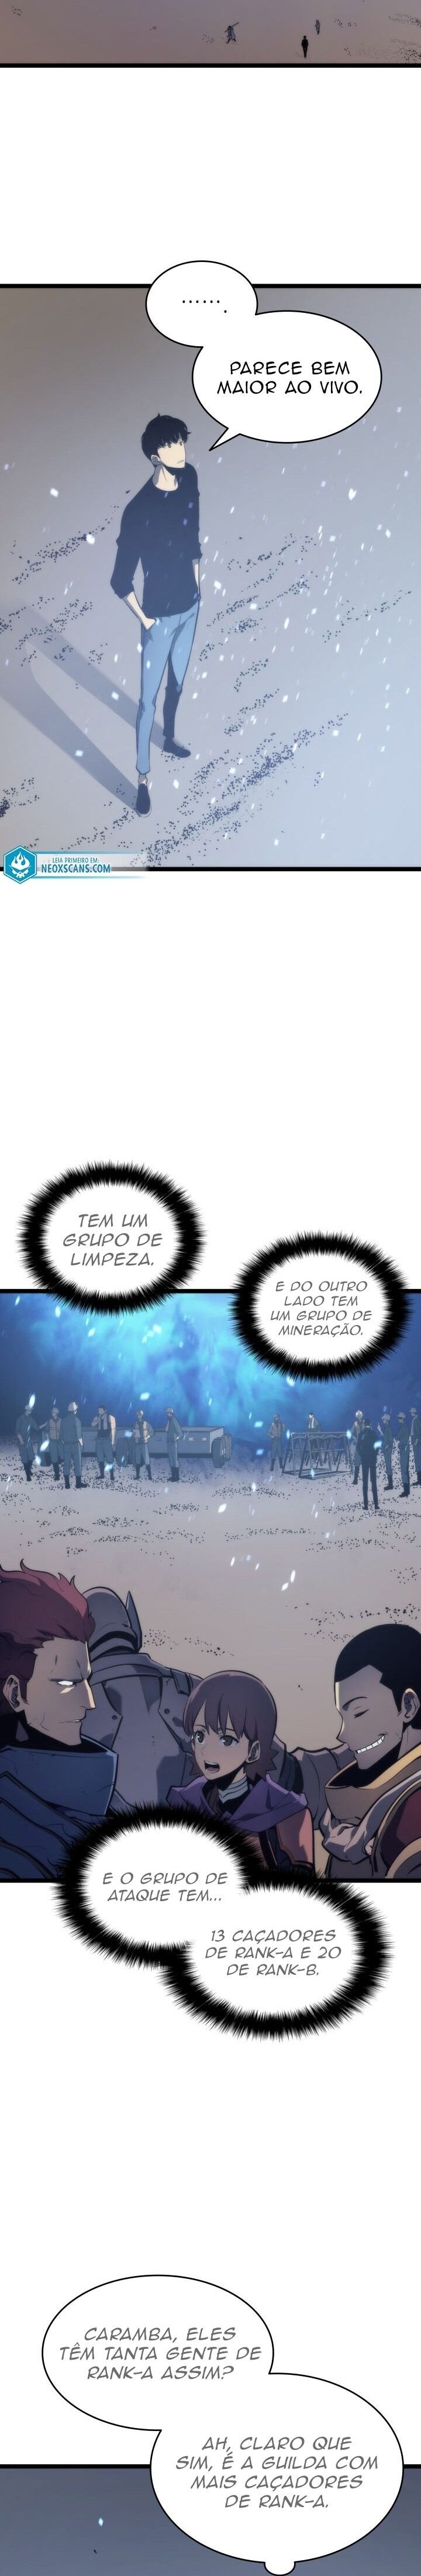 .......
PARECE BEM
MAIOR AO VIVO.
LEIA PRIMEIRO EM:
NEOXSCANS.COM
TEM UM
GRUPO DE
LIMPEZA.
E DO OUTRO
LADO TEM
UM GRUPO DE
MINERAÇÃO.
E O GRUPO DE
ATAQUE TEM...
13 CAÇADORES
DE RANK-A E 20
DE RANK-B.
CARAMBA, ELES
TÊM TANTA GENTE DE
RANK-A ASSIM?
AH, CLARO QUE
SIM, É A GUILDA COM
MAIS CAÇADORES
DE RANK-A.